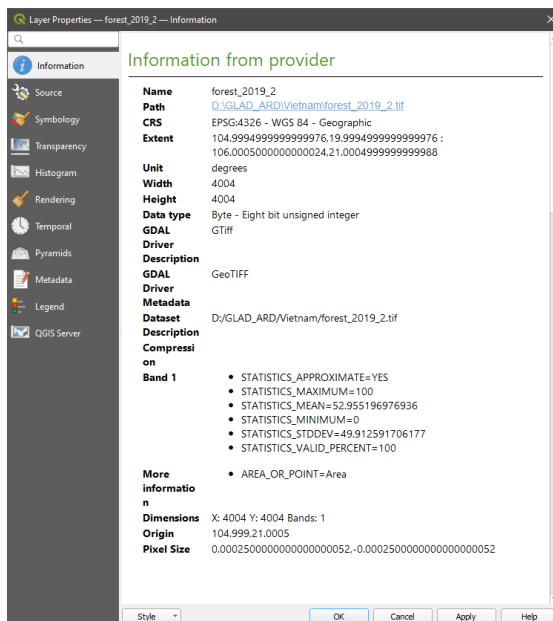 Layer Properties — forest_2019_2 — Information
Information
Source
Symbology
Transparency
Histogram
Rendering
Temporal
Pyramids
Metadata
Legend
QGIS Server
Information from provider
Name forest_2019_2
Path D:\GLAD_ARD\Vietnam\forest_2019_2.tif
CRS EPSG:4326 - WGS 84 - Geographic
Extent 104.9994999999999976,19.9994999999999976 :
106.0005000000000024,21.0004999999999988
Unit degrees
Width 4004
Height 4004
Data type Byte - Eight bit unsigned integer
GDAL GTiff
Driver
Description
GDAL GeoTIFF
Driver
Metadata
Dataset D:/GLAD_ARD/Vietnam/forest_2019_2.tif
Description
Compressi
on
Band 1 • STATISTICS_APPROXIMATE=YES
• STATISTICS_MAXIMUM=100
• STATISTICS_MEAN=52.955196976936
• STATISTICS_MINIMUM=0
• STATISTICS_STDDEV=49.912591706177
• STATISTICS_VALID_PERCENT=100
More • AREA_OR_POINT=Area
informatio
n
Dimensions X: 4004 Y: 4004 Bands: 1
Origin 104.999,21.0005
Pixel Size 0.0002500000000000000052,-0.0002500000000000000052
Style OK Cancel Apply Help